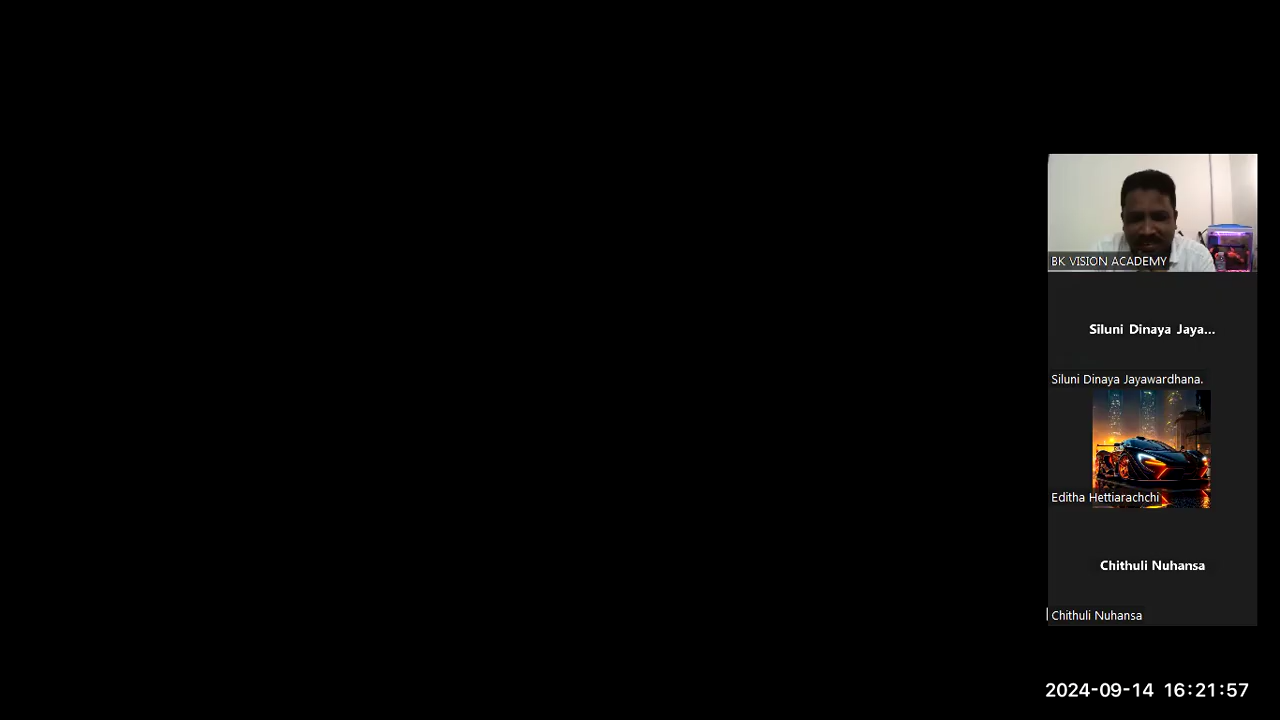 BK VISION ACADEMY
Siluni Dinaya Jaya...
Siluni Dinaya Jayawardhana.
Editha Hettiarachchi
Chithuli Nuhansa
Chithuli Nuhansa
2024-09-14 16:21:57